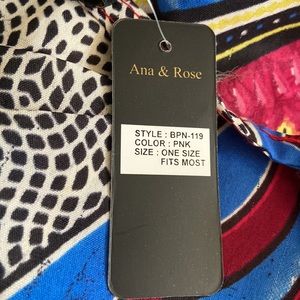 Ana & Rose
STYLE : BPN-119
COLOR : PNK
SIZE : ONE SIZE
FITS MOST